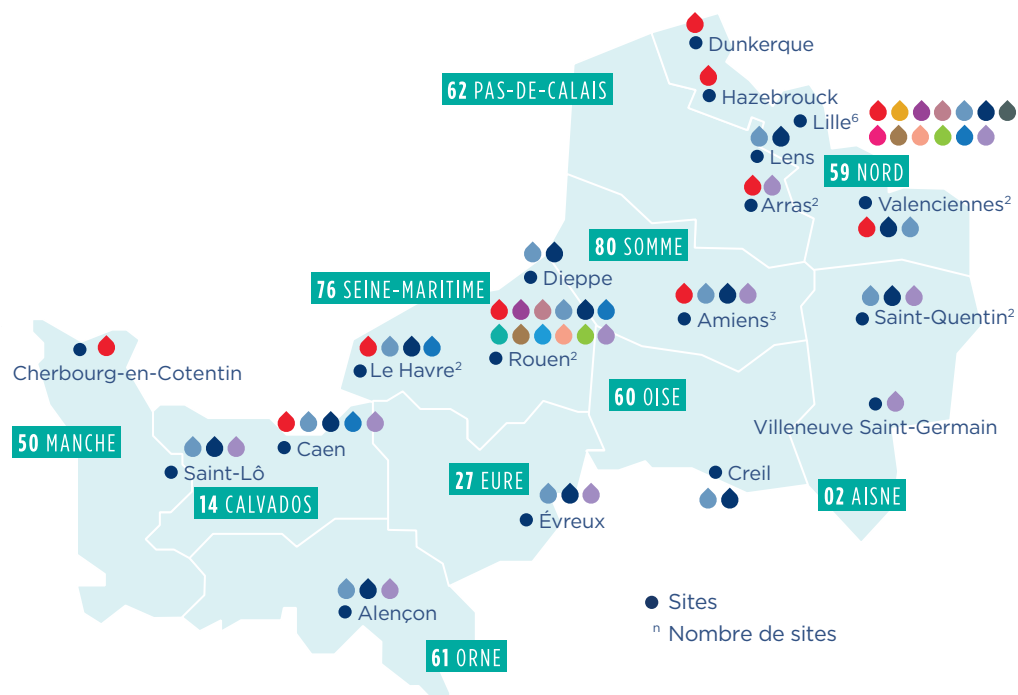 Dunkerque
62 PAS-DE-CALAIS
Hazebrouck
Lille⁶
Lens
59 NORD
Arras²
Valenciennes²
80 SOMME
Dieppe
76 SEINE-MARITIME
Amiens³
Saint-Quentin²
Rouen²
Le Havre²
Cherbourg-en-Cotentin
60 OISE
Villeneuve Saint-Germain
50 MANCHE
Caen
Saint-Lô
Creil
27 EURE
02 AISNE
14 CALVADOS
Évreux
Sites
Alençon
ⁿ Nombre de sites
61 ORNE